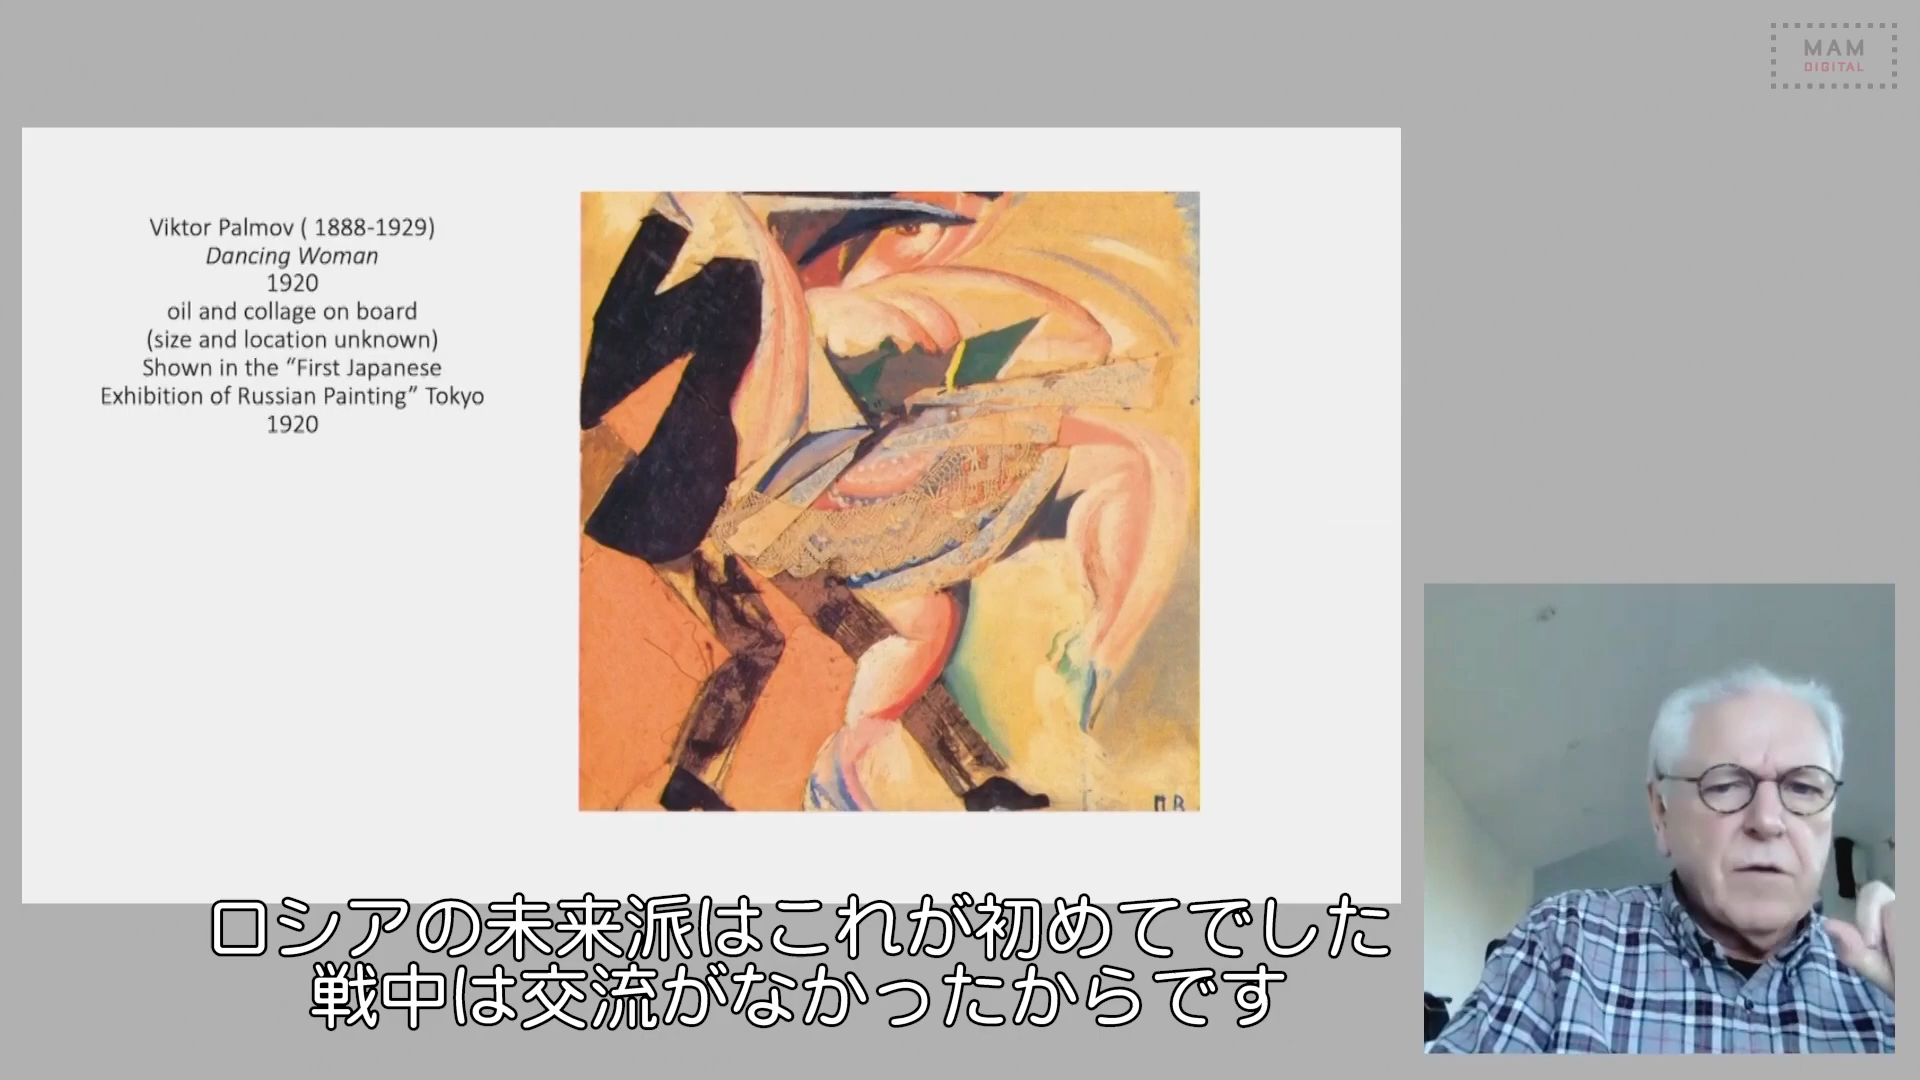 MAM
DIGITAL
Viktor Palmov ( 1888-1929)
Dancing Woman
1920
oil and collage on board
(size and location unknown)
Shown in the “First Japanese
Exhibition of Russian Painting” Tokyo
1920
П В
ロシアの未来派はこれが初めてでした
戦中は交流がなかったからです